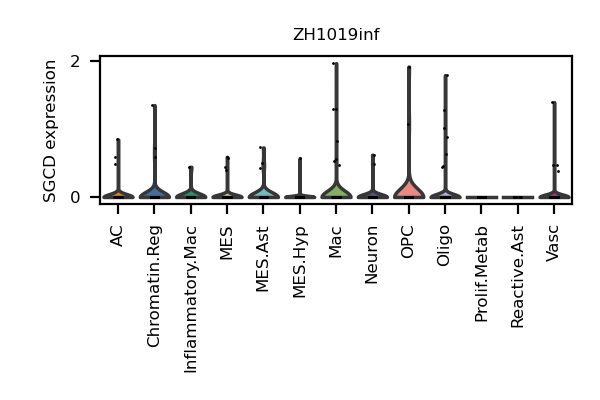 ZH1019inf
SGCD expression
2
0
AC
Chromatin.Reg
Inflammatory.Mac
MES
MES.Ast
MES.Hyp
Mac
Neuron
OPC
Oligo
Prolif.Metab
Reactive.Ast
Vasc